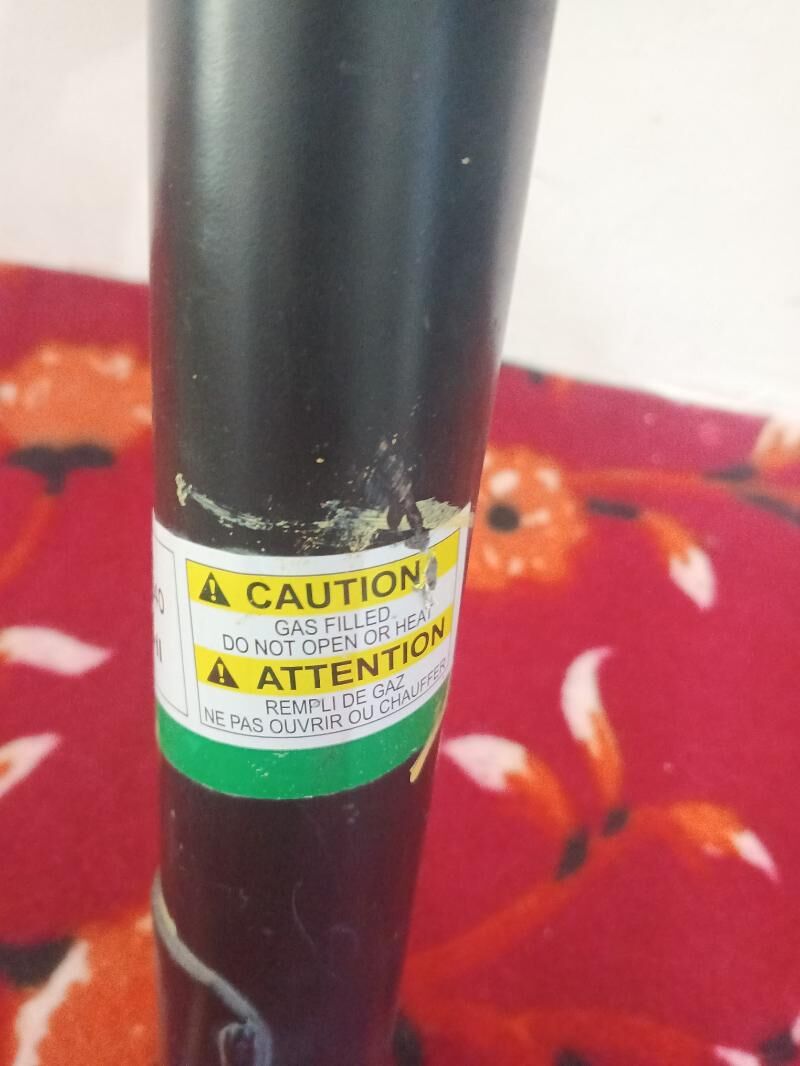 CAUTION
GAS FILLED
DO NOT OPEN OR HEAT
ATTENTION
REMPLI DE GAZ
NE PAS OUVRIR OU CHAUFFER